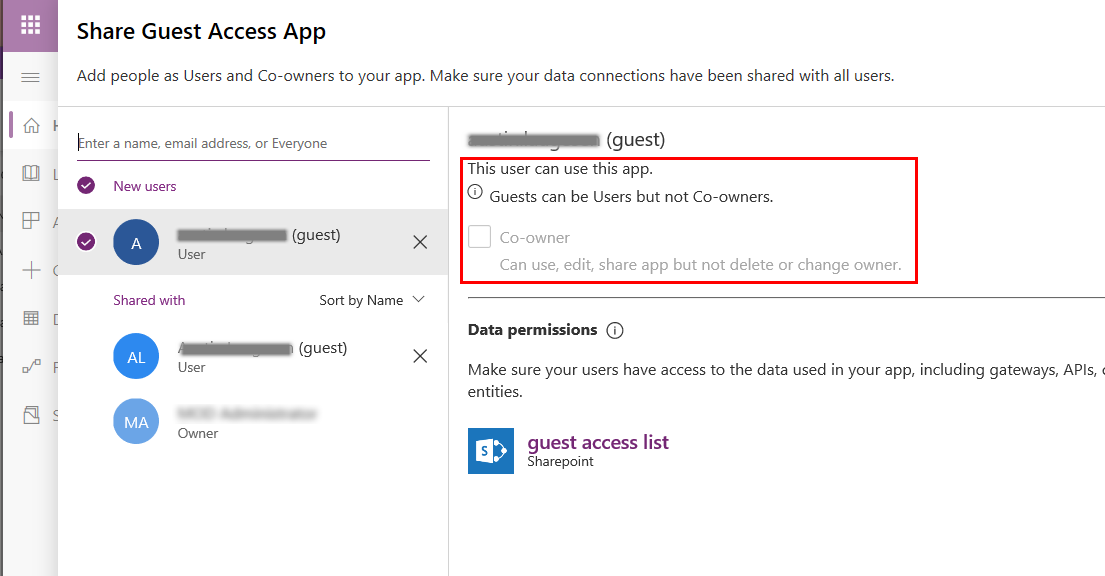 Share Guest Access App
Add people as Users and Co-owners to your app. Make sure your data connections have been shared with all users.
Enter a name, email address, or Everyone
New users
A
(guest)
User
Shared with
Sort by Name
AL
(guest)
User
MA
MOD Administrator
Owner
(guest)
This user can use this app.
Guests can be Users but not Co-owners.
Co-owner
Can use, edit, share app but not delete or change owner.
Data permissions
Make sure your users have access to the data used in your app, including gateways, APIs, c
entities.
S
guest access list
Sharepoint